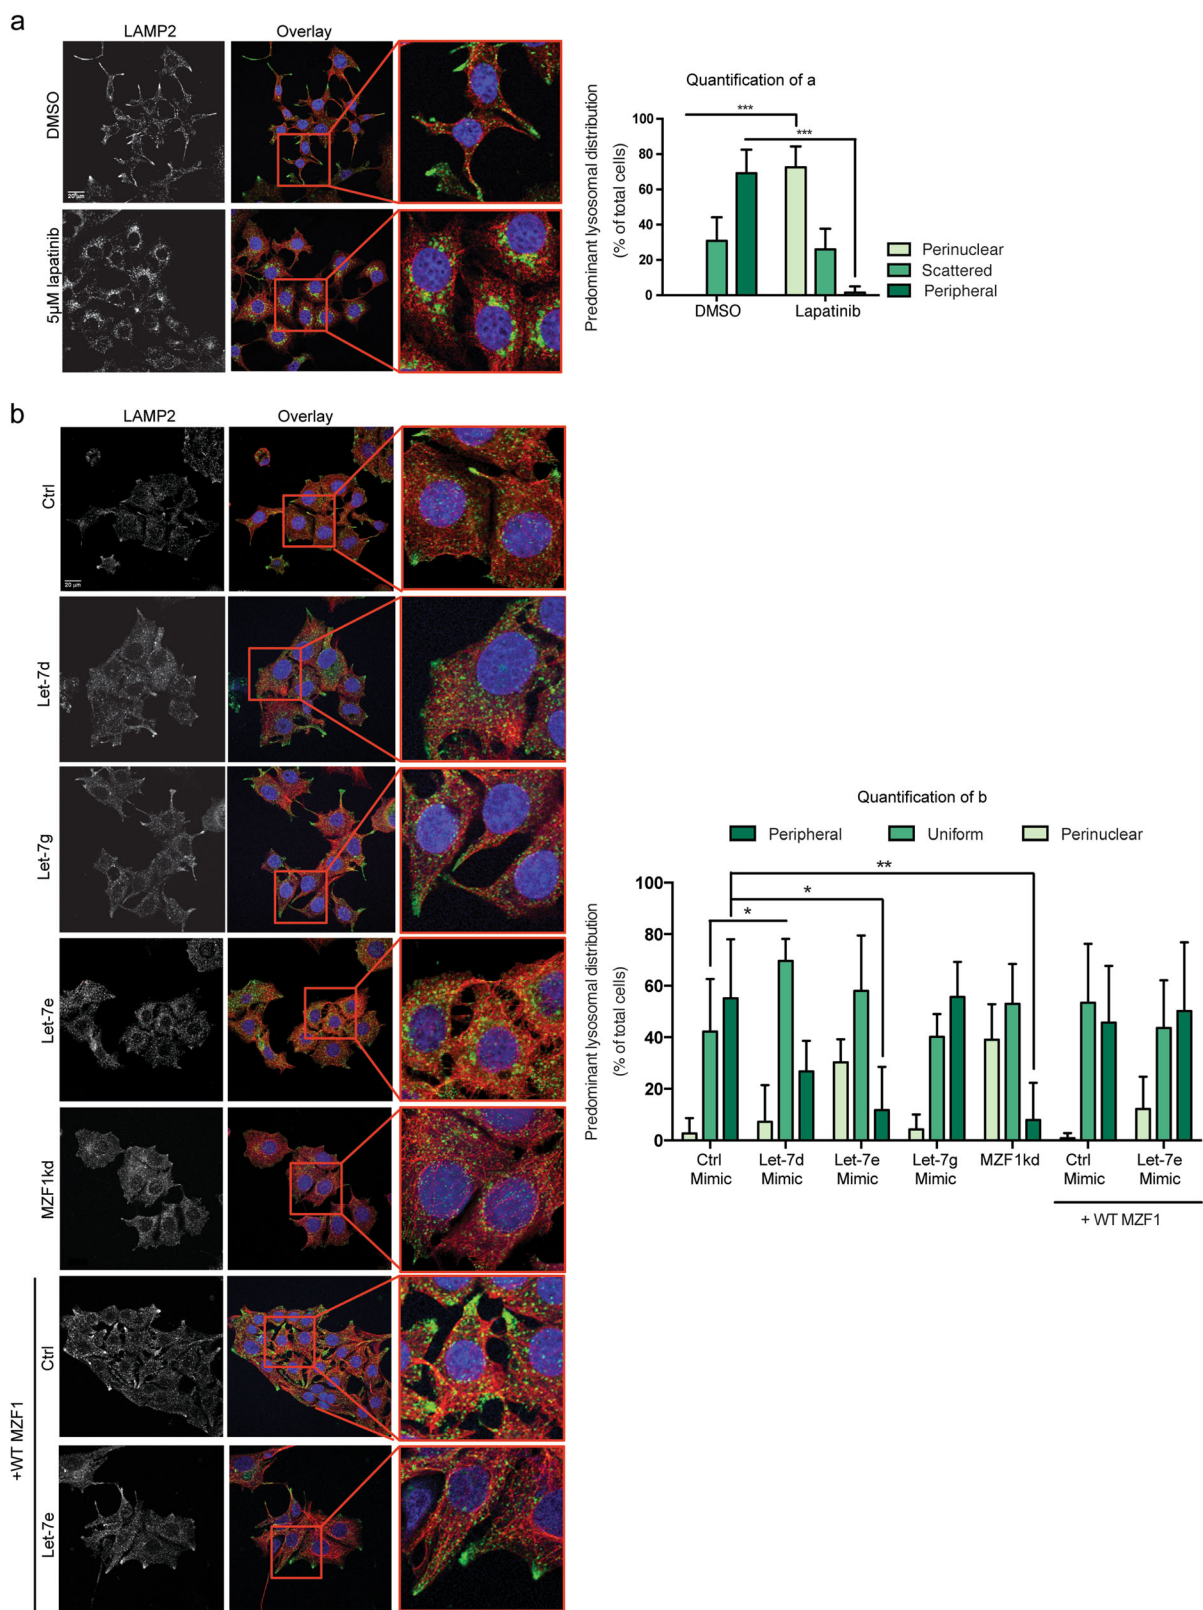 a
LAMP2
Overlay
DMSO
20 µm
5µM lapatinib
Quantification of a
Predominant lysosomal distribution
(% of total cells)
100
80
60
40
20
0
***
***
DMSO
Lapatinib
Perinuclear
Scattered
Peripheral
b
LAMP2
Overlay
Ctrl
20 µm
Let-7d
Let-7g
Let-7e
MZF1kd
+WT MZF1
Ctrl
Let-7e
Quantification of b
Peripheral
Uniform
Perinuclear
Predominant lysosomal distribution
(% of total cells)
100
80
60
40
20
0
**
*
*
Ctrl
Mimic
Let-7d
Mimic
Let-7e
Mimic
Let-7g
Mimic
MZF1kd
Ctrl
Mimic
Let-7e
Mimic
+ WT MZF1